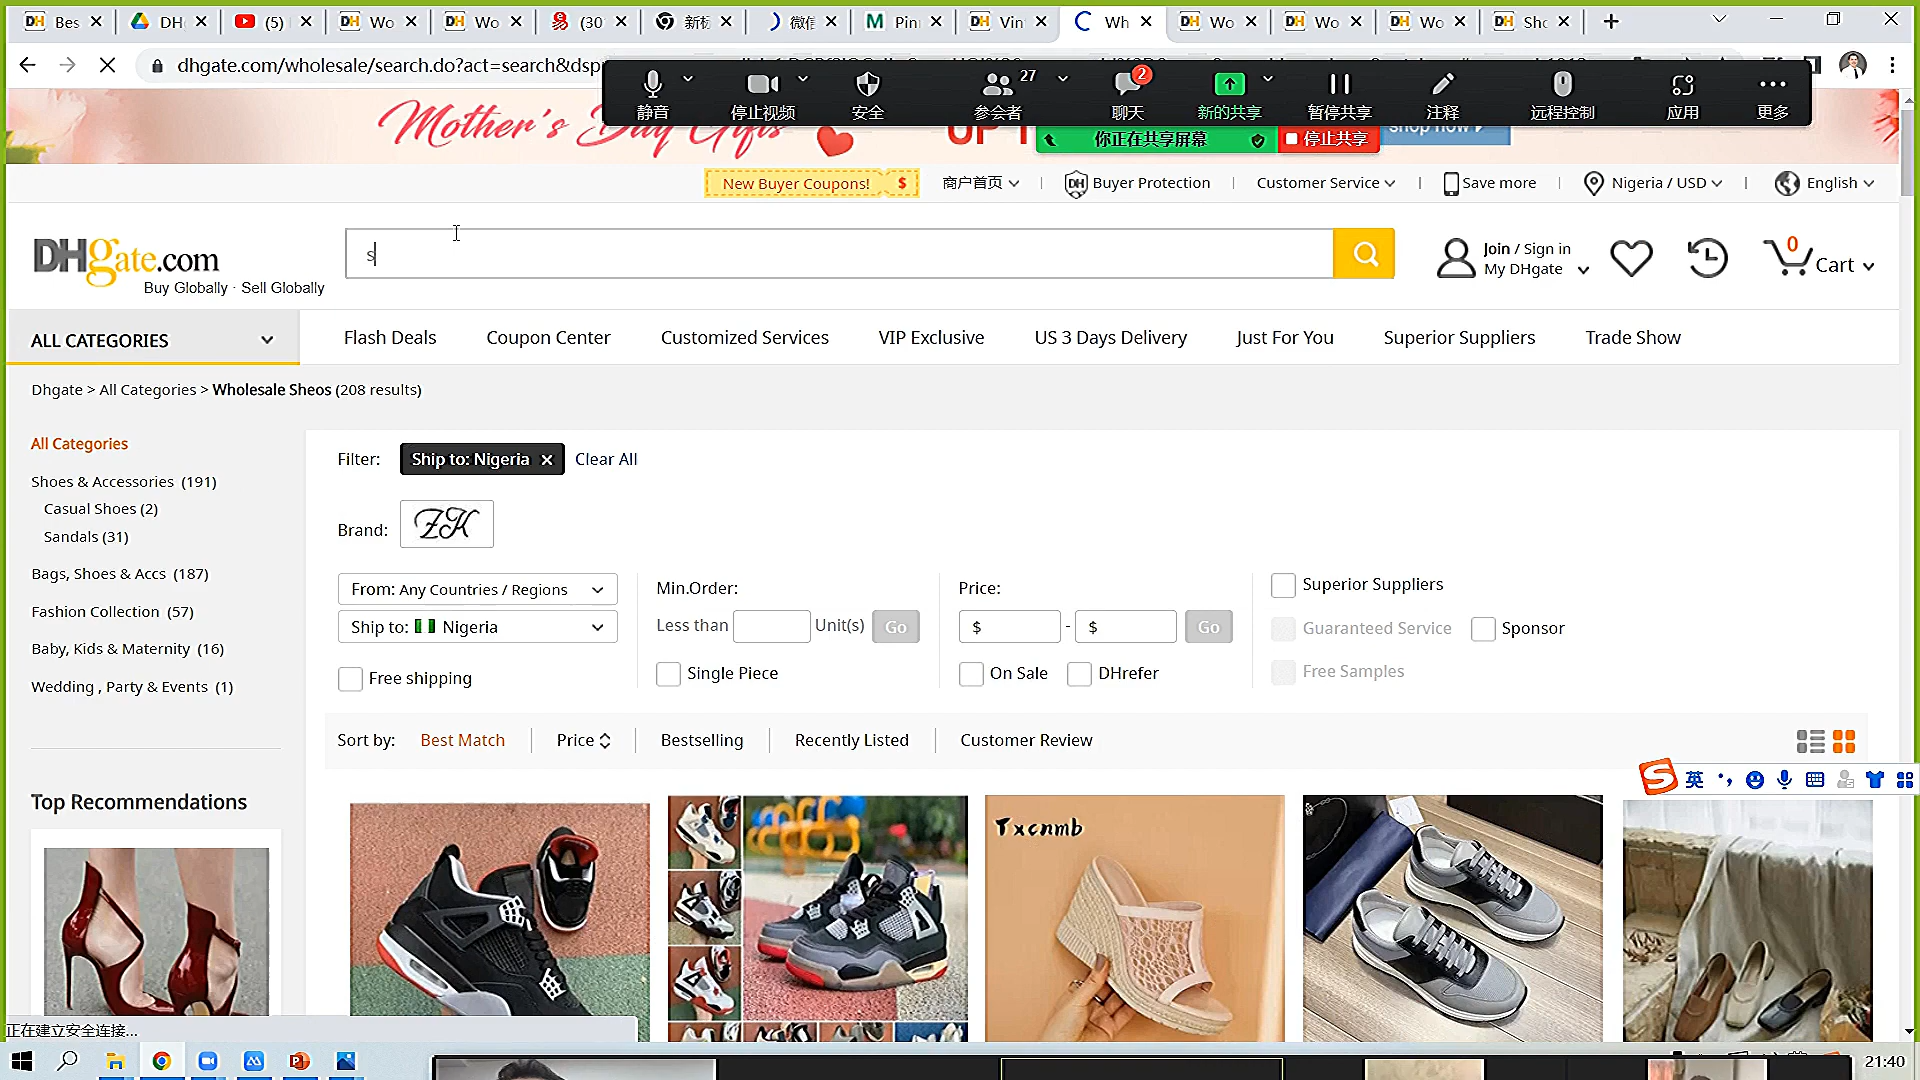 Bes
DH
(5)
Wo
Wo
(30
新标
微信
Pin
Vin
Wh
Wo
Wo
Wo
Sho
dhgate.com/wholesale/search.do?act=search&dsp
静音
停止视频
安全
参会者
27
聊天
2
新的共享
暂停共享
注释
远程控制
应用
更多
你正在共享屏幕
停止共享
Mother's Day Gifts
UP T
shop now
New Buyer Coupons! $
商户首页
DH Buyer Protection
Customer Service
Save more
Nigeria / USD
English
DHgate.com
Buy Globally · Sell Globally
s
Join / Sign in
My DHgate
0
Cart
ALL CATEGORIES
Flash Deals
Coupon Center
Customized Services
VIP Exclusive
US 3 Days Delivery
Just For You
Superior Suppliers
Trade Show
Dhgate > All Categories > Wholesale Sheos (208 results)
All Categories
Shoes & Accessories (191)
Casual Shoes (2)
Sandals (31)
Bags, Shoes & Accs (187)
Fashion Collection (57)
Baby, Kids & Maternity (16)
Wedding , Party & Events (1)
Top Recommendations
Filter:
Ship to: Nigeria ×
Clear All
Brand:
ZK
From: Any Countries / Regions
Ship to: Nigeria
Free shipping
Min.Order:
Less than
Unit(s)
Go
Single Piece
Price:
$
-
$
Go
On Sale
DHrefer
Superior Suppliers
Guaranteed Service
Sponsor
Free Samples
Sort by:
Best Match
Price
Bestselling
Recently Listed
Customer Review
英
Txcnmb
正在建立安全连接...
21:40